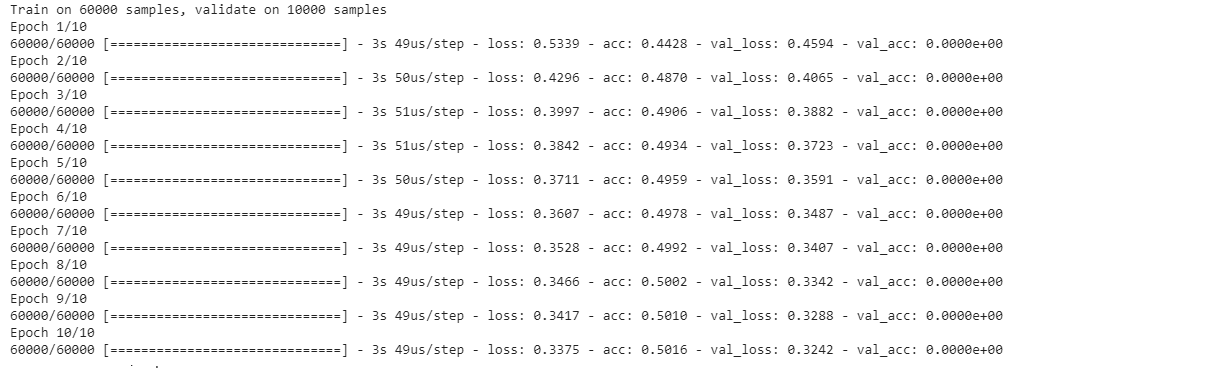 Train on 60000 samples, validate on 10000 samples
Epoch 1/10
60000/60000 [==============================] - 3s 49us/step - loss: 0.5339 - acc: 0.4428 - val_loss: 0.4594 - val_acc: 0.0000e+00
Epoch 2/10
60000/60000 [==============================] - 3s 50us/step - loss: 0.4296 - acc: 0.4870 - val_loss: 0.4065 - val_acc: 0.0000e+00
Epoch 3/10
60000/60000 [==============================] - 3s 51us/step - loss: 0.3997 - acc: 0.4906 - val_loss: 0.3882 - val_acc: 0.0000e+00
Epoch 4/10
60000/60000 [==============================] - 3s 51us/step - loss: 0.3842 - acc: 0.4934 - val_loss: 0.3723 - val_acc: 0.0000e+00
Epoch 5/10
60000/60000 [==============================] - 3s 50us/step - loss: 0.3711 - acc: 0.4959 - val_loss: 0.3591 - val_acc: 0.0000e+00
Epoch 6/10
60000/60000 [==============================] - 3s 49us/step - loss: 0.3607 - acc: 0.4978 - val_loss: 0.3487 - val_acc: 0.0000e+00
Epoch 7/10
60000/60000 [==============================] - 3s 49us/step - loss: 0.3528 - acc: 0.4992 - val_loss: 0.3407 - val_acc: 0.0000e+00
Epoch 8/10
60000/60000 [==============================] - 3s 49us/step - loss: 0.3466 - acc: 0.5002 - val_loss: 0.3342 - val_acc: 0.0000e+00
Epoch 9/10
60000/60000 [==============================] - 3s 49us/step - loss: 0.3417 - acc: 0.5010 - val_loss: 0.3288 - val_acc: 0.0000e+00
Epoch 10/10
60000/60000 [==============================] - 3s 49us/step - loss: 0.3375 - acc: 0.5016 - val_loss: 0.3242 - val_acc: 0.0000e+00